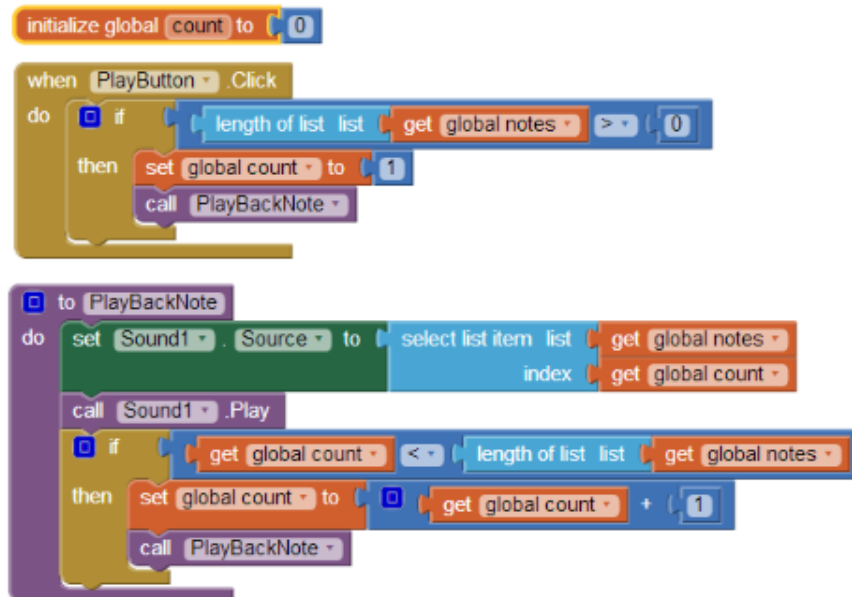 initialize global count to 0
when PlayButton .Click
do if length of list list get global notes > 0
then set global count to 1
call PlayBackNote
to PlayBackNote
do set Sound1 . Source to select list item list get global notes
index get global count
call Sound1 .Play
if get global count < length of list list get global notes
then set global count to get global count + 1
call PlayBackNote